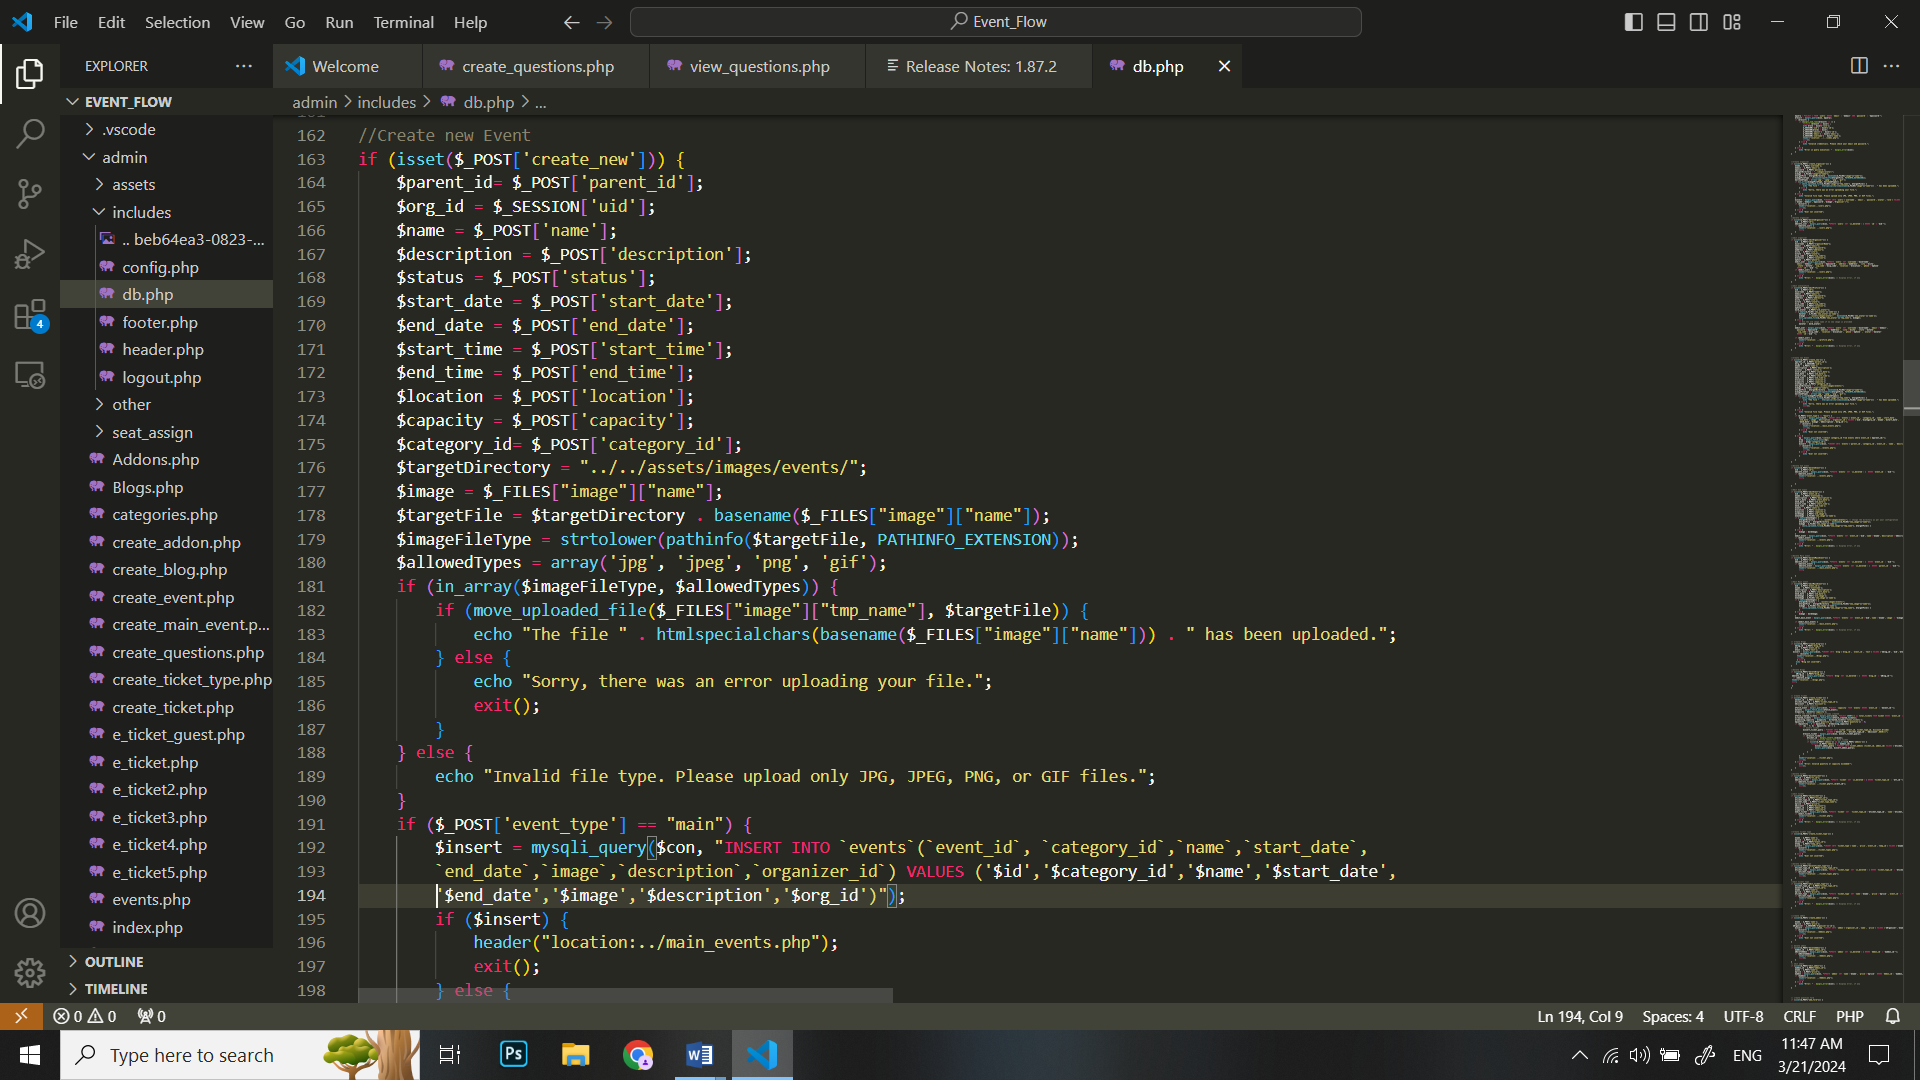 File Edit Selection View Go Run Terminal Help
Event_Flow
EXPLORER
Welcome
create_questions.php
view_questions.php
Release Notes: 1.87.2
db.php
EVENT_FLOW
admin > includes > db.php > ...
.vscode
admin
assets
includes
.. beb64ea3-0823-...
config.php
db.php
footer.php
header.php
logout.php
other
seat_assign
Addons.php
Blogs.php
categories.php
create_addon.php
create_blog.php
create_event.php
create_main_event.p...
create_questions.php
create_ticket_type.php
create_ticket.php
e_ticket_guest.php
e_ticket.php
e_ticket2.php
e_ticket3.php
e_ticket4.php
e_ticket5.php
events.php
index.php
OUTLINE
TIMELINE
4
162 //Create new Event
163 if (isset($_POST['create_new'])) {
164 $parent_id= $_POST['parent_id'];
165 $org_id = $_SESSION['uid'];
166 $name = $_POST['name'];
167 $description = $_POST['description'];
168 $status = $_POST['status'];
169 $start_date = $_POST['start_date'];
170 $end_date = $_POST['end_date'];
171 $start_time = $_POST['start_time'];
172 $end_time = $_POST['end_time'];
173 $location = $_POST['location'];
174 $capacity = $_POST['capacity'];
175 $category_id= $_POST['category_id'];
176 $targetDirectory = "../../assets/images/events/";
177 $image = $_FILES["image"]["name"];
178 $targetFile = $targetDirectory . basename($_FILES["image"]["name"]);
179 $imageFileType = strtolower(pathinfo($targetFile, PATHINFO_EXTENSION));
180 $allowedTypes = array('jpg', 'jpeg', 'png', 'gif');
181 if (in_array($imageFileType, $allowedTypes)) {
182 if (move_uploaded_file($_FILES["image"]["tmp_name"], $targetFile)) {
183 echo "The file " . htmlspecialchars(basename($_FILES["image"]["name"])) . " has been uploaded.";
184 } else {
185 echo "Sorry, there was an error uploading your file.";
186 exit();
187 }
188 } else {
189 echo "Invalid file type. Please upload only JPG, JPEG, PNG, or GIF files.";
190 }
191 if ($_POST['event_type'] == "main") {
192 $insert = mysqli_query($con, "INSERT INTO `events`(`event_id`, `category_id`,`name`,`start_date`,
193 `end_date`,`image`,`description`,`organizer_id`) VALUES ('$id','$category_id','$name','$start_date',
194 '$end_date','$image','$description','$org_id')");
195 if ($insert) {
196 header("location:../main_events.php");
197 exit();
198 } else {
0 0 0
Ln 194, Col 9 Spaces: 4 UTF-8 CRLF PHP
Type here to search
Ps
ENG
11:47 AM
3/21/2024